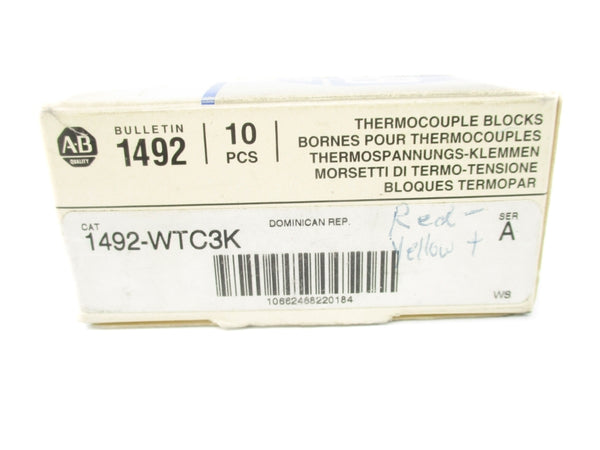 A-B
QUALITY
BULLETIN
1492
10
PCS
THERMOCOUPLE BLOCKS
BORNES POUR THERMOCOUPLES
THERMOSPANNUNGS-KLEMMEN
MORSETTI DI TERMO-TENSIONE
BLOQUES TERMOPAR
CAT
1492-WTC3K
DOMINICAN REP.
Red -
Yellow +
SER
A
10662468220184
WS